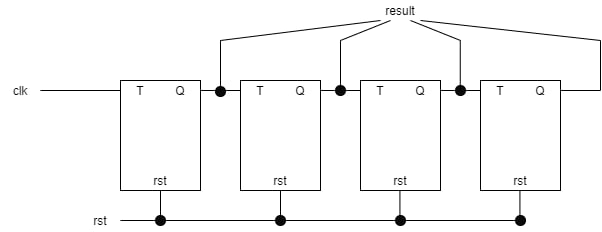 result
clk T Q T Q T Q T Q
rst rst rst rst
rst